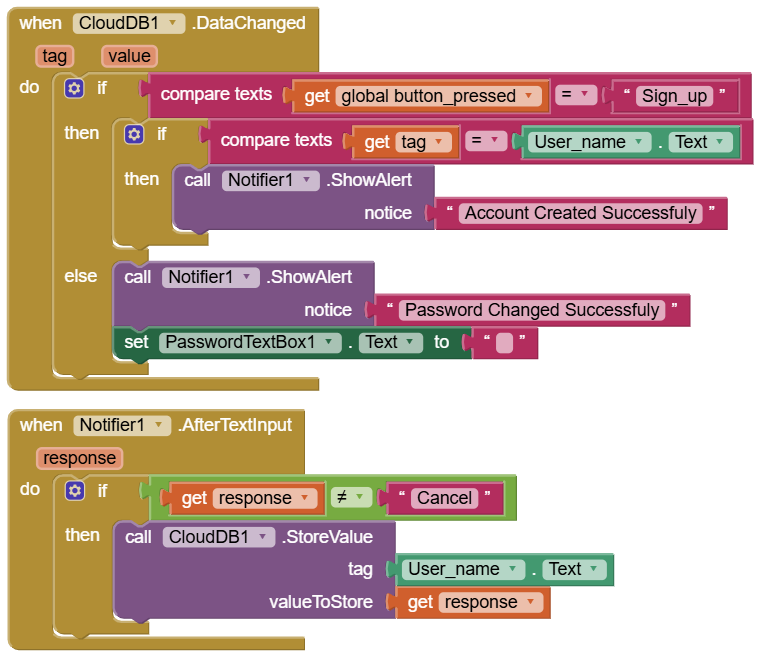 when CloudDB1 .DataChanged
tag value
do if compare texts get global button_pressed = “ Sign_up ”
then if compare texts get tag = User_name . Text
then call Notifier1 .ShowAlert
notice “ Account Created Successfuly ”
else call Notifier1 .ShowAlert
notice “ Password Changed Successfuly ”
set PasswordTextBox1 . Text to “ ”
when Notifier1 .AfterTextInput
response
do if get response ≠ “ Cancel ”
then call CloudDB1 .StoreValue
tag User_name . Text
valueToStore get response